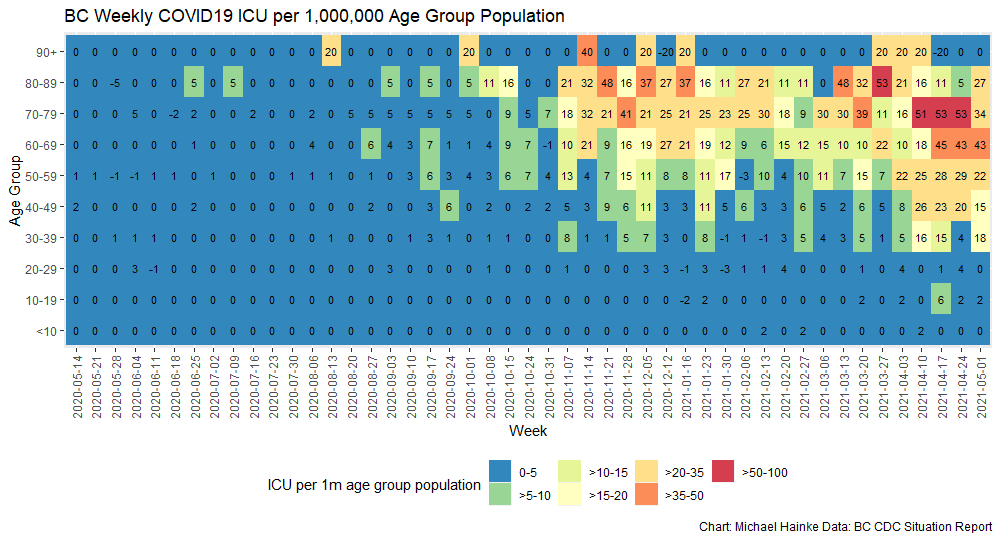 BC Weekly COVID19 ICU per 1,000,000 Age Group Population
Age Group
90+ 0 0 0 0 0 0 0 0 0 0 0 0 0 20 0 0 0 0 0 0 20 0 0 0 0 0 40 0 0 20 -20 20 0 0 0 0 0 0 0 0 0 20 20 20 -20 0 0
80-89 0 0 -5 0 0 0 5 0 5 0 0 0 0 0 0 0 5 0 5 0 5 11 16 0 0 21 32 48 16 37 27 37 16 11 27 21 11 11 0 48 32 53 21 16 11 5 27
70-79 0 0 0 5 0 -2 2 0 0 2 0 0 2 0 5 5 5 5 5 5 5 5 9 5 7 18 32 21 41 21 25 21 25 23 25 30 18 9 30 30 39 11 16 51 53 53 34
60-69 0 0 0 0 0 0 1 0 0 0 0 0 4 0 0 6 4 3 7 1 1 4 9 7 -1 10 21 9 16 19 27 21 19 12 9 6 15 12 15 10 10 22 10 18 45 43 43
50-59 1 1 -1 -1 1 1 0 1 0 0 0 1 1 1 0 1 0 3 6 3 4 3 6 7 4 13 4 7 15 11 8 8 11 17 -3 10 4 10 11 7 15 7 22 25 28 29 22
40-49 2 0 0 0 0 0 2 0 0 0 0 0 0 0 0 2 0 0 3 6 0 2 0 2 2 5 3 9 6 11 3 3 11 5 6 3 3 6 5 2 6 5 8 26 23 20 15
30-39 0 0 1 1 1 0 0 0 0 0 0 0 0 1 0 0 0 1 3 1 0 1 1 0 0 8 1 1 5 7 3 0 8 -1 1 -1 3 5 4 3 5 1 5 16 15 4 18
20-29 0 0 0 3 -1 0 0 0 0 0 0 0 0 0 0 0 3 0 0 0 3 0 0 0 0 1 0 0 0 3 3 -1 3 -3 1 1 4 0 0 0 1 0 4 0 1 4 0
10-19 0 0 0 0 0 0 0 0 0 0 0 0 0 0 0 0 0 0 0 0 0 0 0 0 0 0 0 0 0 0 0 -2 2 0 0 0 0 0 0 0 2 0 2 0 6 2 2
<10 0 0 0 0 0 0 0 0 0 0 0 0 0 0 0 0 0 0 0 0 0 0 0 0 0 0 0 0 0 0 0 0 0 0 0 2 0 2 0 0 0 0 0 2 0 0 0
2020-05-14 2020-05-21 2020-05-28 2020-06-04 2020-06-11 2020-06-18 2020-06-25 2020-07-02 2020-07-09 2020-07-16 2020-07-23 2020-07-30 2020-08-06 2020-08-13 2020-08-20 2020-08-27 2020-09-03 2020-09-10 2020-09-17 2020-09-24 2020-10-01 2020-10-08 2020-10-15 2020-10-24 2020-10-31 2020-11-07 2020-11-14 2020-11-21 2020-11-28 2020-12-05 2020-12-12 2021-01-16 2021-01-23 2021-01-30 2021-02-06 2021-02-13 2021-02-20 2021-02-27 2021-03-06 2021-03-13 2021-03-20 2021-03-27 2021-04-03 2021-04-10 2021-04-17 2021-04-24 2021-05-01
Week
ICU per 1m age group population
0-5 >10-15 >20-35 >50-100
>5-10 >15-20 >35-50
Chart: Michael Hainke Data: BC CDC Situation Report